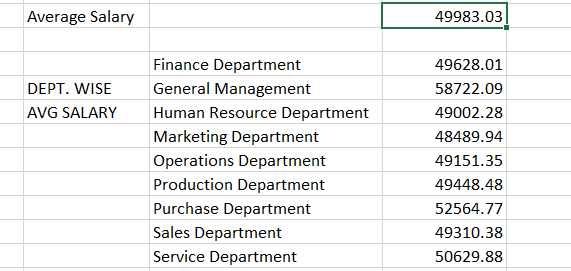 Average Salary 49983.03
Finance Department 49628.01
DEPT. WISE General Management 58722.09
AVG SALARY Human Resource Department 49002.28
Marketing Department 48489.94
Operations Department 49151.35
Production Department 49448.48
Purchase Department 52564.77
Sales Department 49310.38
Service Department 50629.88